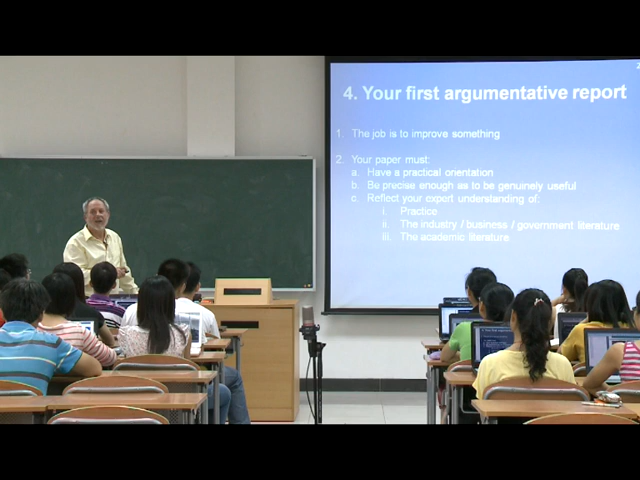 4. Your first argumentative report
1. The job is to improve something
2. Your paper must:
a. Have a practical orientation
b. Be precise enough as to be genuinely useful
c. Reflect your expert understanding of:
i. Practice
ii. The industry / business / government literature
iii. The academic literature